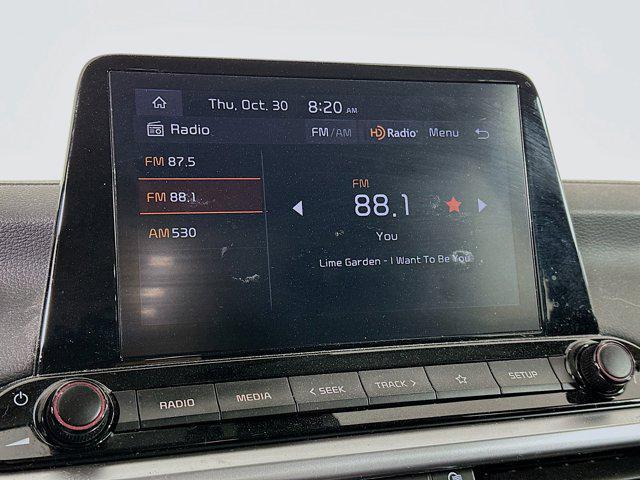 Thu, Oct. 30 8:20 AM
Radio FM/AM HD Radio Menu
FM 87.5
FM 88.1
AM 530
FM
88.1
You
Lime Garden - I Want To Be You
RADIO MEDIA < SEEK TRACK > SETUP